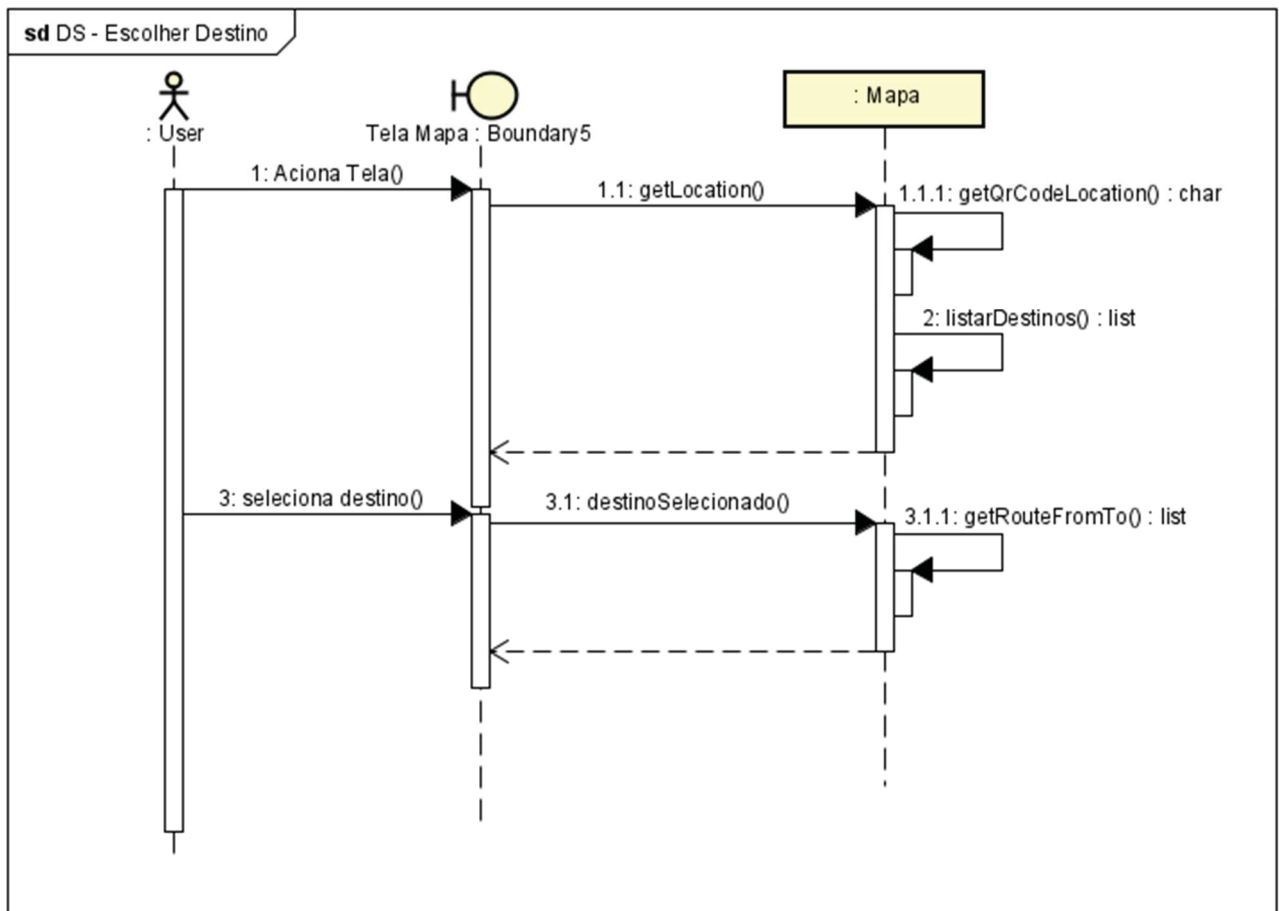 sd DS - Escolher Destino
: User
Tela Mapa : Boundary5
: Mapa
1: Aciona Tela()
1.1: getLocation()
1.1.1: getQrCodeLocation() : char
2: listarDestinos() : list
3: seleciona destino()
3.1: destinoSelecionado()
3.1.1: getRouteFromTo() : list